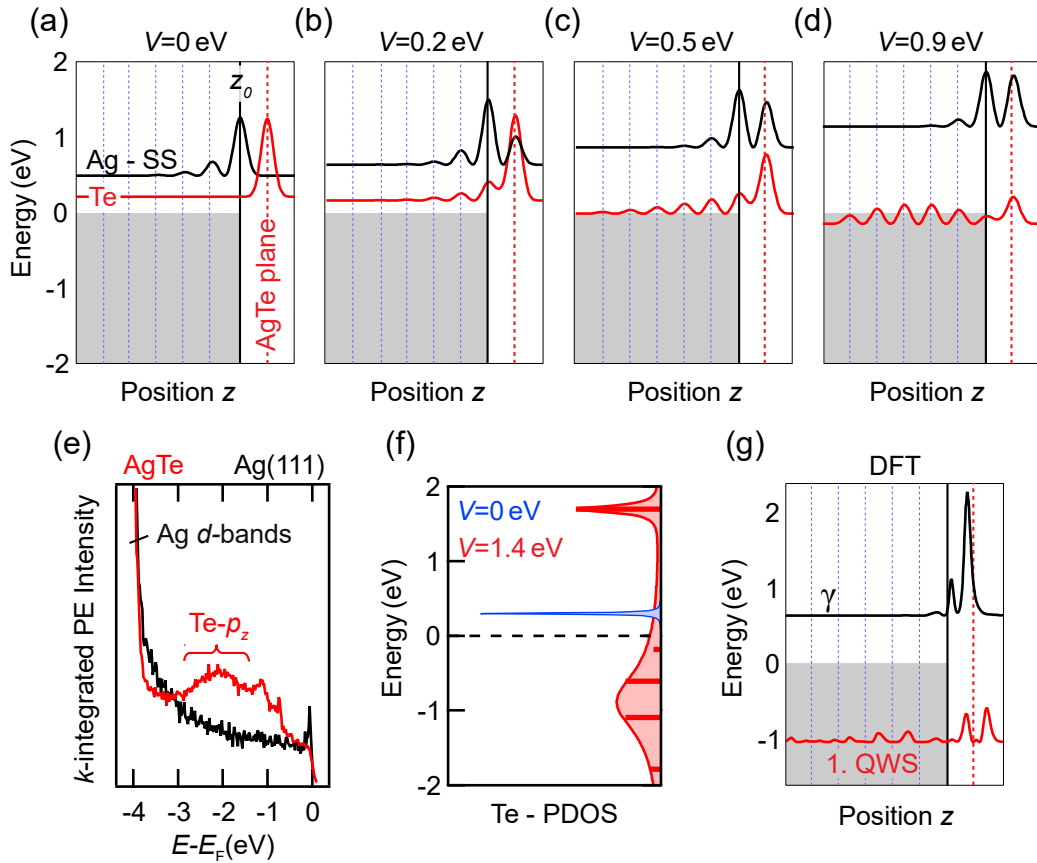 (a)
V=0 eV
(b)
V=0.2 eV
(c)
V=0.5 eV
(d)
V=0.9 eV
2
1
0
-1
-2
Energy (eV)
z0
Ag - SS
Te
AgTe plane
Position z
Position z
Position z
Position z
(e)
AgTe
Ag(111)
Ag d-bands
Te-pz
k-integrated PE Intensity
-4
-3
-2
-1
0
E-EF(eV)
(f)
V=0 eV
V=1.4 eV
2
1
0
-1
-2
Energy (eV)
Te - PDOS
(g)
DFT
2
1
0
-1
Energy (eV)
γ
1. QWS
Position z